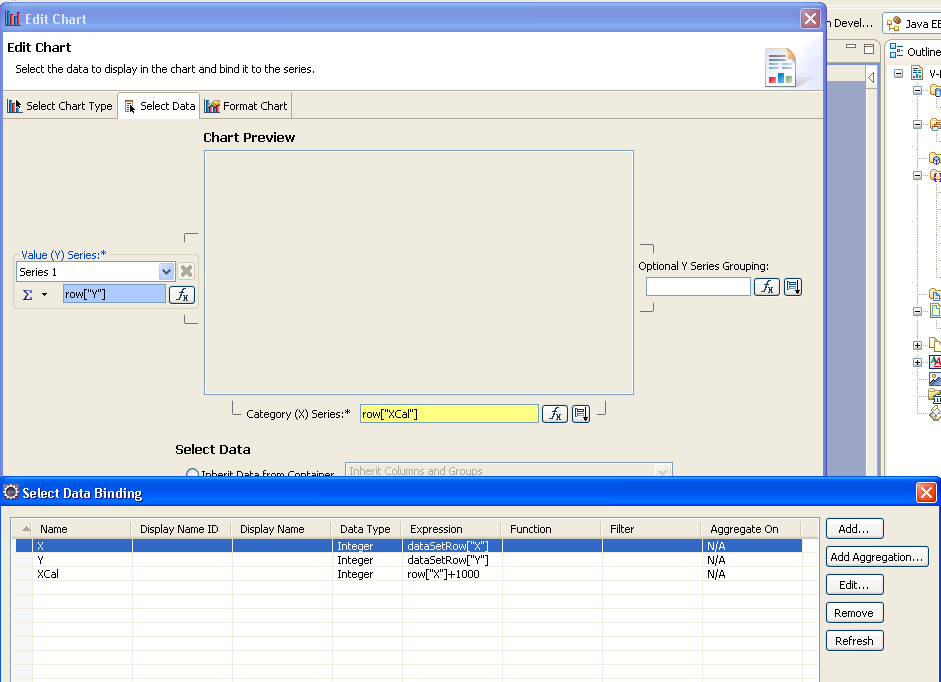 Edit Chart
n Devel...
Java EE
Edit Chart
Select the data to display in the chart and bind it to the series.
Outline
V-
Select Chart Type
Select Data
Format Chart
Chart Preview
Value (Y) Series:*
Series 1
Σ
row["Y"]
fx
Optional Y Series Grouping:
fx
Category (X) Series:*
row["XCal"]
fx
Select Data
Inherit Data from Container
Inherit Columns and Groups
Select Data Binding
Name Display Name ID Display Name Data Type Expression Function Filter Aggregate On
X Integer dataSetRow["X"] N/A
Y Integer dataSetRow["Y"] N/A
XCal Integer row["X"]+1000 N/A
Add...
Add Aggregation...
Edit...
Remove
Refresh